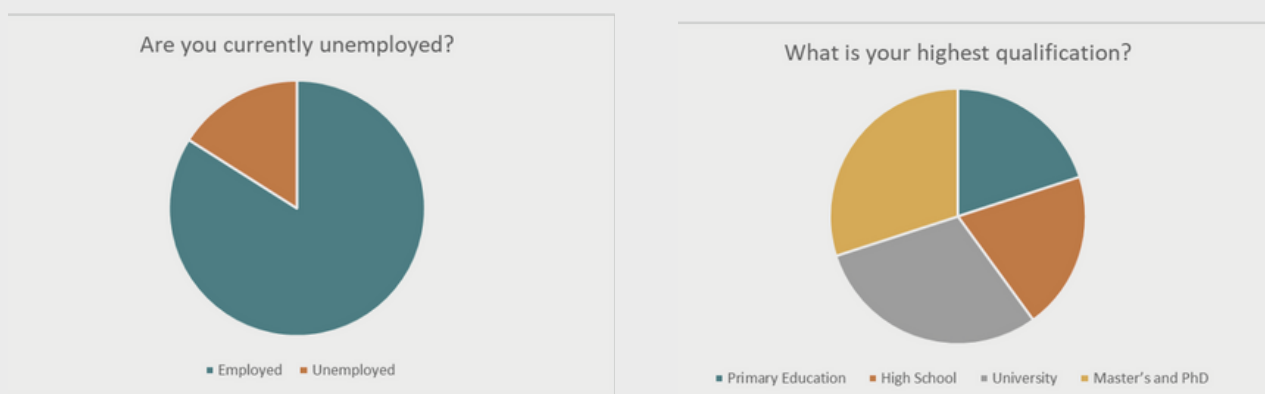 Are you currently unemployed?
Employed Unemployed
What is your highest qualification?
Primary Education High School University Master's and PhD